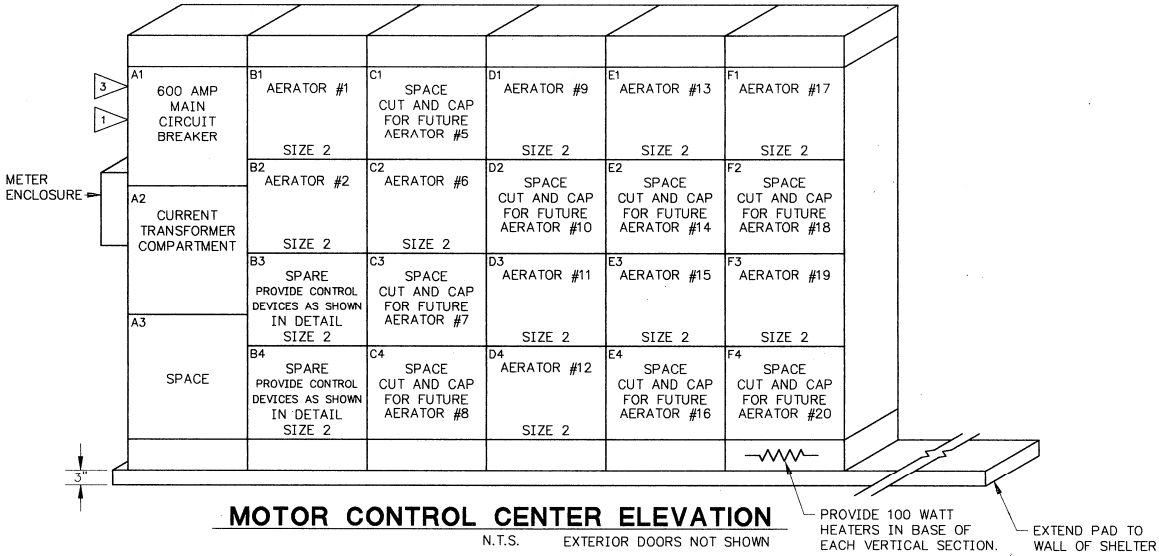 A1
600 AMP
MAIN
CIRCUIT
BREAKER
3
1
METER
ENCLOSURE
A2
CURRENT
TRANSFORMER
COMPARTMENT
A3
SPACE
B1
AERATOR #1
SIZE 2
B2
AERATOR #2
SIZE 2
B3
SPARE
PROVIDE CONTROL
DEVICES AS SHOWN
IN DETAIL
SIZE 2
B4
SPARE
PROVIDE CONTROL
DEVICES AS SHOWN
IN DETAIL
SIZE 2
C1
SPACE
CUT AND CAP
FOR FUTURE
AERATOR #5
C2
AERATOR #6
SIZE 2
C3
SPACE
CUT AND CAP
FOR FUTURE
AERATOR #7
C4
SPACE
CUT AND CAP
FOR FUTURE
AERATOR #8
D1
AERATOR #9
SIZE 2
D2
SPACE
CUT AND CAP
FOR FUTURE
AERATOR #10
D3
AERATOR #11
SIZE 2
D4
AERATOR #12
SIZE 2
E1
AERATOR #13
SIZE 2
E2
SPACE
CUT AND CAP
FOR FUTURE
AERATOR #14
E3
AERATOR #15
SIZE 2
E4
SPACE
CUT AND CAP
FOR FUTURE
AERATOR #16
F1
AERATOR #17
SIZE 2
F2
SPACE
CUT AND CAP
FOR FUTURE
AERATOR #18
F3
AERATOR #19
SIZE 2
F4
SPACE
CUT AND CAP
FOR FUTURE
AERATOR #20
3"
MOTOR CONTROL CENTER ELEVATION
N.T.S. EXTERIOR DOORS NOT SHOWN
PROVIDE 100 WATT
HEATERS IN BASE OF
EACH VERTICAL SECTION.
EXTEND PAD TO
WALL OF SHELTER